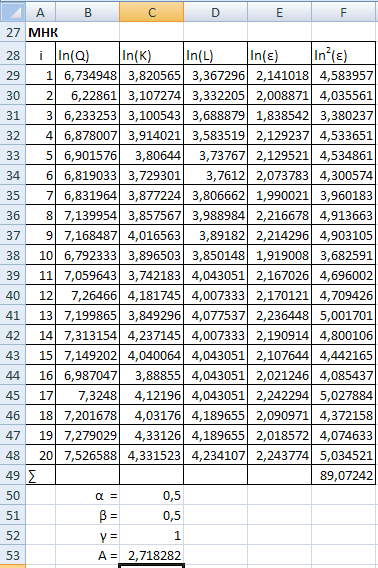 A B C D E F
27 МНК
28 i ln(Q) ln(K) ln(L) ln(ε) ln²(ε)
29 1 6,734948 3,820565 3,367296 2,141018 4,583957
30 2 6,22861 3,107274 3,332205 2,008871 4,035561
31 3 6,233253 3,100543 3,688879 1,838542 3,380237
32 4 6,878007 3,914021 3,583519 2,129237 4,533651
33 5 6,901576 3,80644 3,73767 2,129521 4,534861
34 6 6,819033 3,729301 3,7612 2,073783 4,300574
35 7 6,831964 3,877224 3,806662 1,990021 3,960183
36 8 7,139954 3,857567 3,988984 2,216678 4,913663
37 9 7,168487 4,016563 3,89182 2,214296 4,903105
38 10 6,792333 3,896503 3,850148 1,919008 3,682591
39 11 7,059643 3,742183 4,043051 2,167026 4,696002
40 12 7,26466 4,181745 4,007333 2,170121 4,709426
41 13 7,199865 3,849296 4,077537 2,236448 5,001701
42 14 7,313154 4,237145 4,007333 2,190914 4,800106
43 15 7,149202 4,040064 4,043051 2,107644 4,442165
44 16 6,987047 3,88855 4,043051 2,021246 4,085437
45 17 7,3248 4,12196 4,043051 2,242294 5,027884
46 18 7,201678 4,03176 4,189655 2,090971 4,372158
47 19 7,279029 4,33126 4,189655 2,018572 4,074633
48 20 7,526588 4,331523 4,234107 2,243774 5,034521
49 ∑ 89,07242
50 α = 0,5
51 β = 0,5
52 γ = 1
53 A = 2,718282